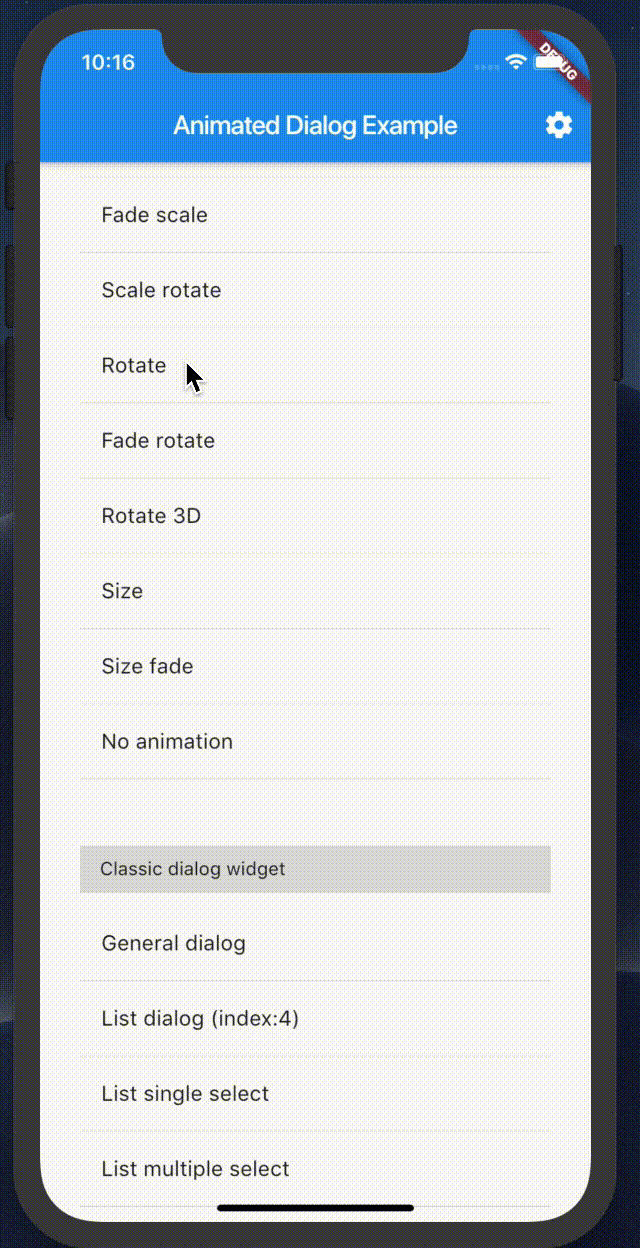 10:16
DEBUG
Animated Dialog Example
Fade scale
Scale rotate
Rotate
Fade rotate
Rotate 3D
Size
Size fade
No animation
Classic dialog widget
General dialog
List dialog (index:4)
List single select
List multiple select